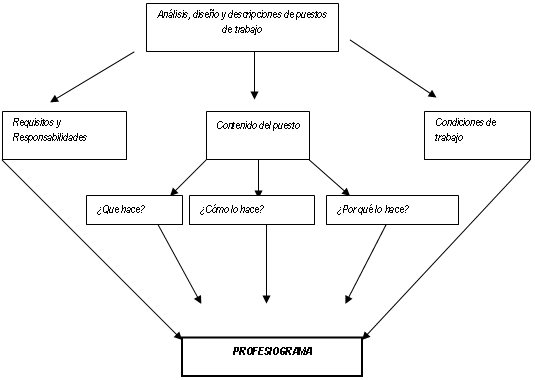 Análisis, diseño y descripciones de puestos
de trabajo
Requisitos y
Responsabilidades
Contenido del puesto
Condiciones de
trabajo
¿Que hace?
¿Cómo lo hace?
¿Por qué lo hace?
PROFESIOGRAMA